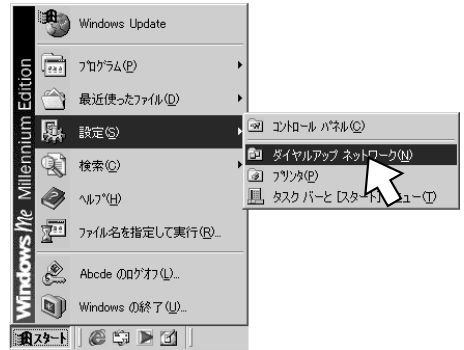 Windows Me Millennium Edition
Windows Update
ﾌﾟﾛｸﾞﾗﾑ(P)
最近使ったﾌｧｲﾙ(D)
設定(S)
検索(C)
ﾍﾙﾌﾟ(H)
ﾌｧｲﾙ名を指定して実行(R)...
Abcde のﾛｸﾞｵﾌ(L)...
Windows の終了(U)...
スタート
ｺﾝﾄﾛｰﾙ ﾊﾟﾈﾙ(C)
ダイヤルアップ ネットワーク(N)
ﾌﾟﾘﾝﾀ(P)
タスク バーと [スタート] ュー(T)